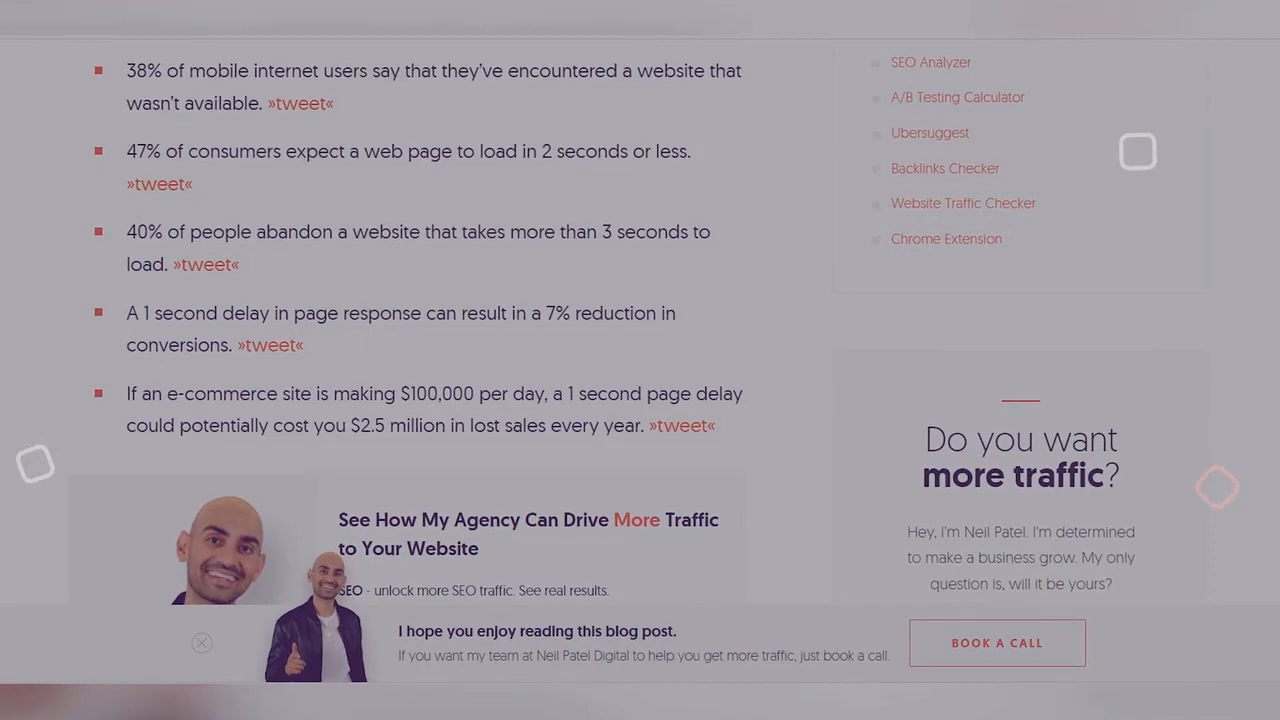 38% of mobile internet users say that they’ve encountered a website that
wasn’t available. »tweet«
47% of consumers expect a web page to load in 2 seconds or less.
»tweet«
40% of people abandon a website that takes more than 3 seconds to
load. »tweet«
A 1 second delay in page response can result in a 7% reduction in
conversions. »tweet«
If an e-commerce site is making $100,000 per day, a 1 second page delay
could potentially cost you $2.5 million in lost sales every year. »tweet«
See How My Agency Can Drive More Traffic
to Your Website
SEO - unlock more SEO traffic. See real results.
SEO Analyzer
A/B Testing Calculator
Ubersuggest
Backlinks Checker
Website Traffic Checker
Chrome Extension
Do you want
more traffic?
Hey, I'm Neil Patel. I'm determined
to make a business grow. My only
question is, will it be yours?
I hope you enjoy reading this blog post.
If you want my team at Neil Patel Digital to help you get more traffic, just book a call.
BOOK A CALL